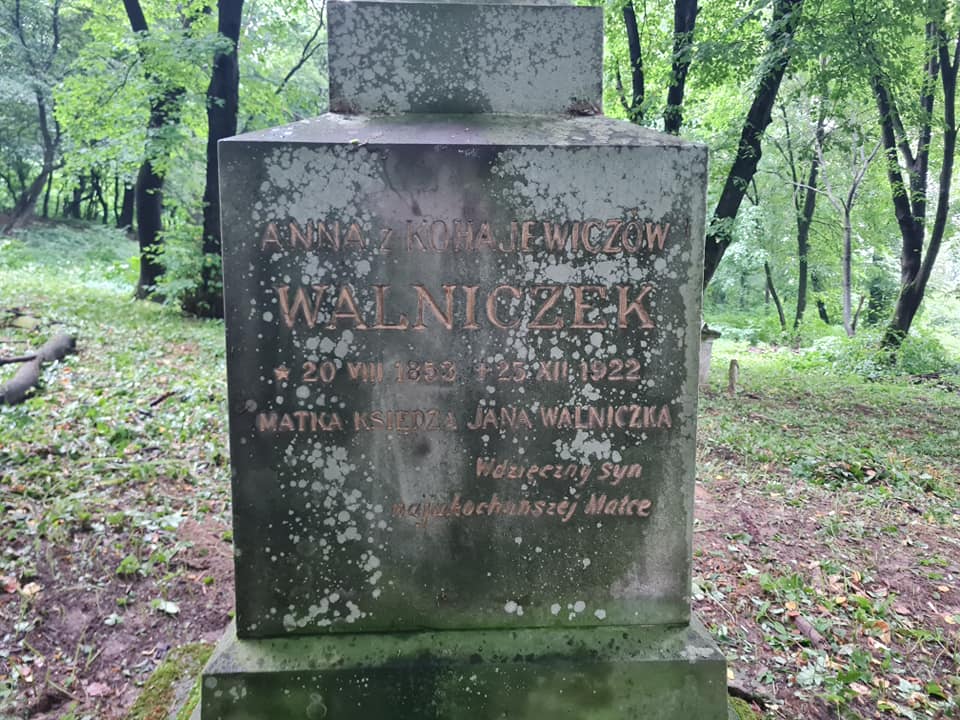 ANNA z KOHAJEWICZÓW
WALNICZEK
* 20 VIII 1853 + 25 XII 1922
MATKA KSIĘDZA JANA WALNICZKA
Wdzięczny syn
najukochańszej Matce